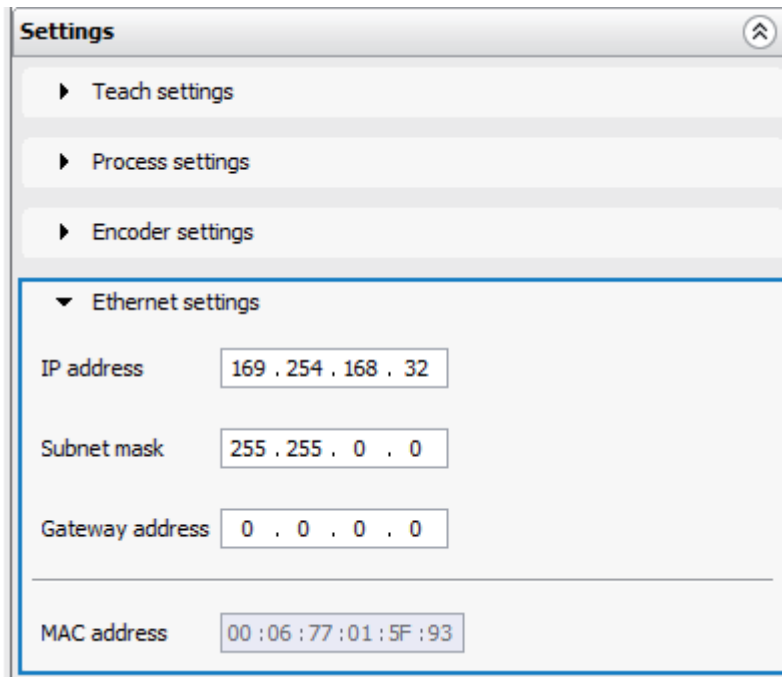 Settings
Teach settings
Process settings
Encoder settings
Ethernet settings
IP address 169 . 254 . 168 . 32
Subnet mask 255 . 255 . 0 . 0
Gateway address 0 . 0 . 0 . 0
MAC address 00 : 06 : 77 : 01 : 5F : 93